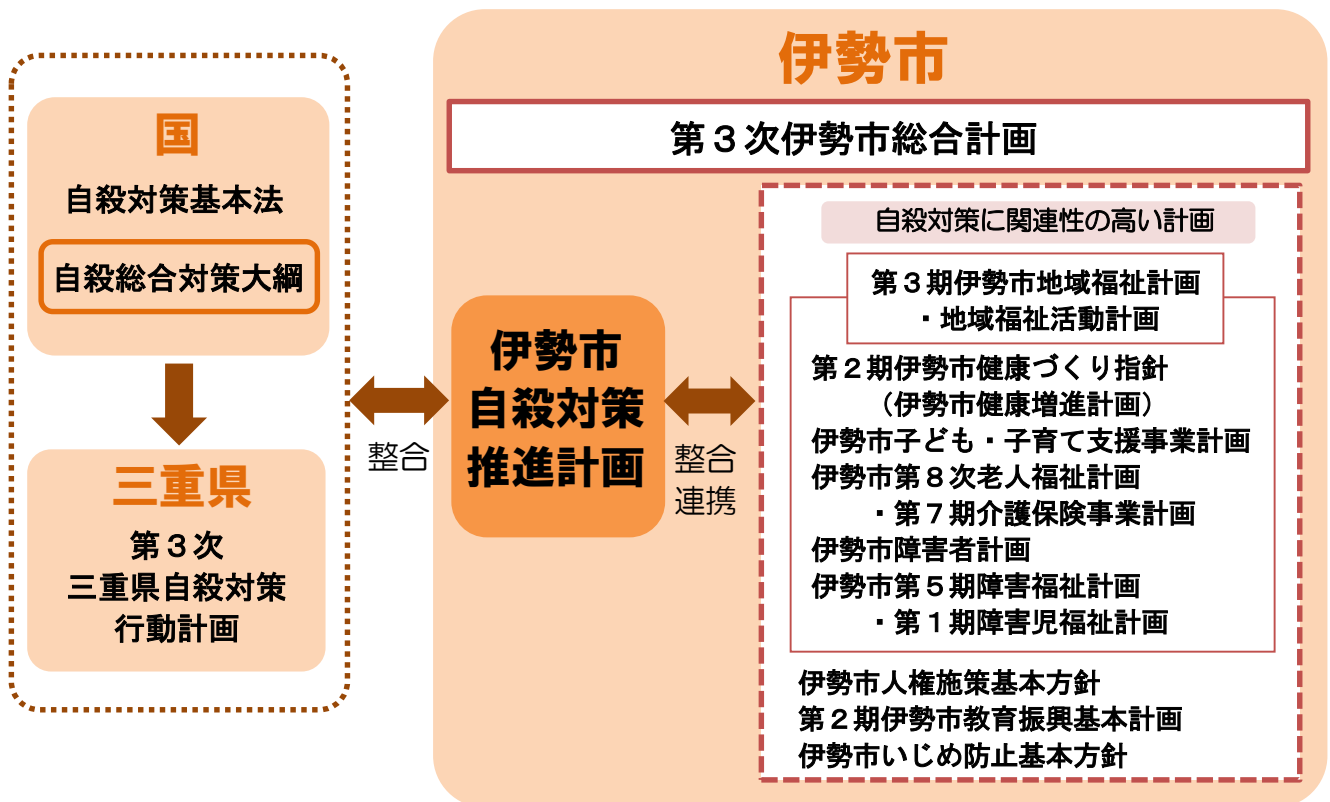 国
自殺対策基本法
自殺総合対策大綱
三重県
第３次
三重県自殺対策
行動計画
整合
伊勢市
第３次伊勢市総合計画
伊勢市
自殺対策
推進計画
整合
連携
自殺対策に関連性の高い計画
第３期伊勢市地域福祉計画
・地域福祉活動計画
第２期伊勢市健康づくり指針
（伊勢市健康増進計画）
伊勢市子ども・子育て支援事業計画
伊勢市第８次老人福祉計画
・第７期介護保険事業計画
伊勢市障害者計画
伊勢市第５期障害福祉計画
・第１期障害児福祉計画
伊勢市人権施策基本方針
第２期伊勢市教育振興基本計画
伊勢市いじめ防止基本方針